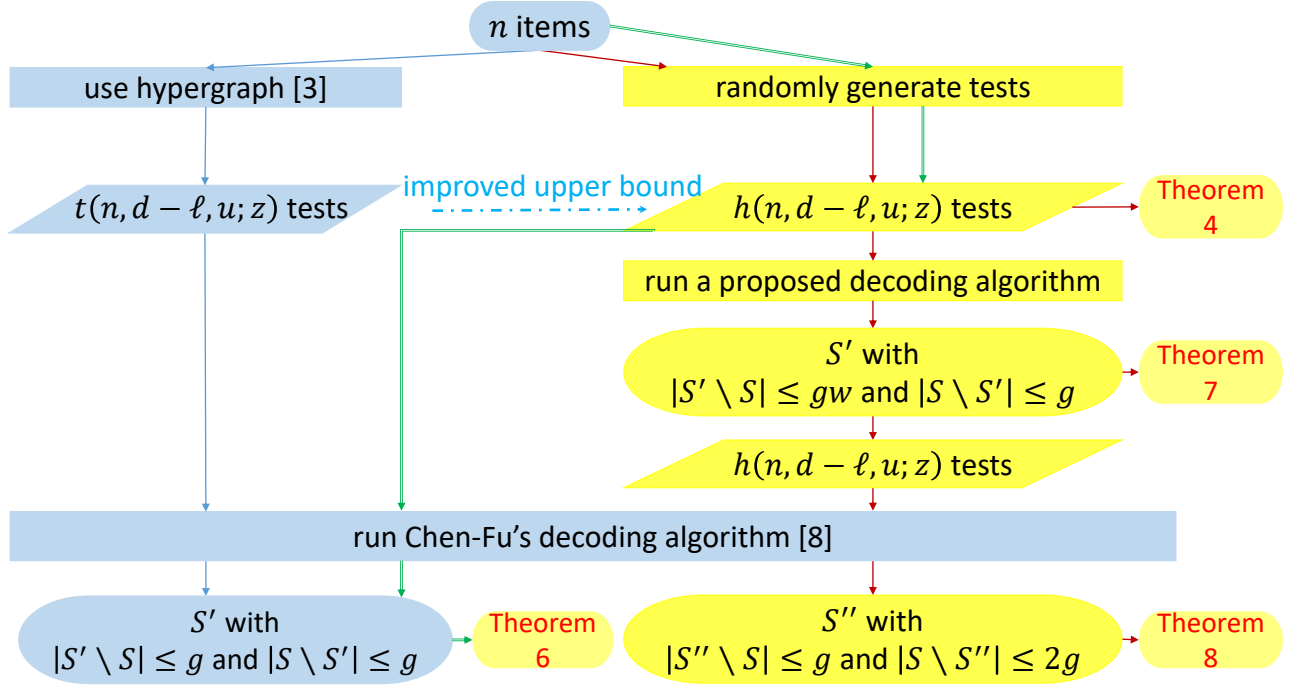 n items
use hypergraph [3]
randomly generate tests
improved upper bound
t(n, d − ℓ, u; z) tests
h(n, d − ℓ, u; z) tests
Theorem
4
run a proposed decoding algorithm
S′ with
|S′ \ S| ≤ gw and |S \ S′| ≤ g
Theorem
7
h(n, d − ℓ, u; z) tests
run Chen-Fu’s decoding algorithm [8]
S′ with
|S′ \ S| ≤ g and |S \ S′| ≤ g
Theorem
6
S′′ with
|S′′ \ S| ≤ g and |S \ S′′| ≤ 2g
Theorem
8